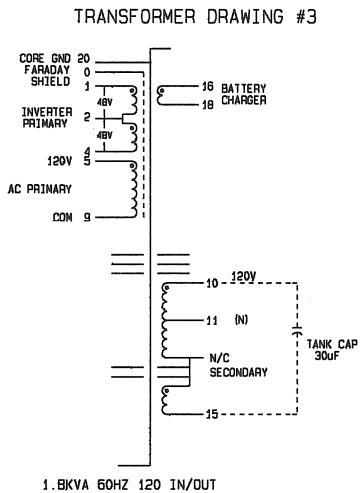 TRANSFORMER DRAWING #3
CORE GND 20
FARADAY 0
SHIELD
1
48V
INVERTER 2
PRIMARY
48V
4
120V 5
AC PRIMARY
COM 9
16 BATTERY
18 CHARGER
10 120V
11 (N)
TANK CAP
30uF
N/C
SECONDARY
15
1.8KVA 60HZ 120 IN/OUT